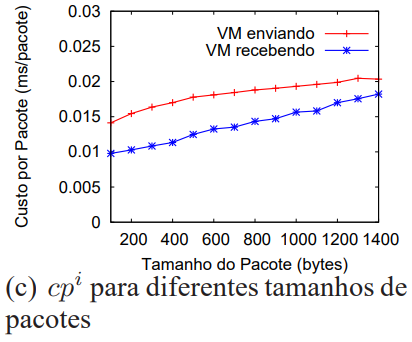 0.03
0.025
0.02
0.015
0.01
0.005
0
Custo por Pacote (ms/pacote)
VM enviando
VM recebendo
200 400 600 800 1000 1200 1400
Tamanho do Pacote (bytes)
(c) cp^i para diferentes tamanhos de
pacotes